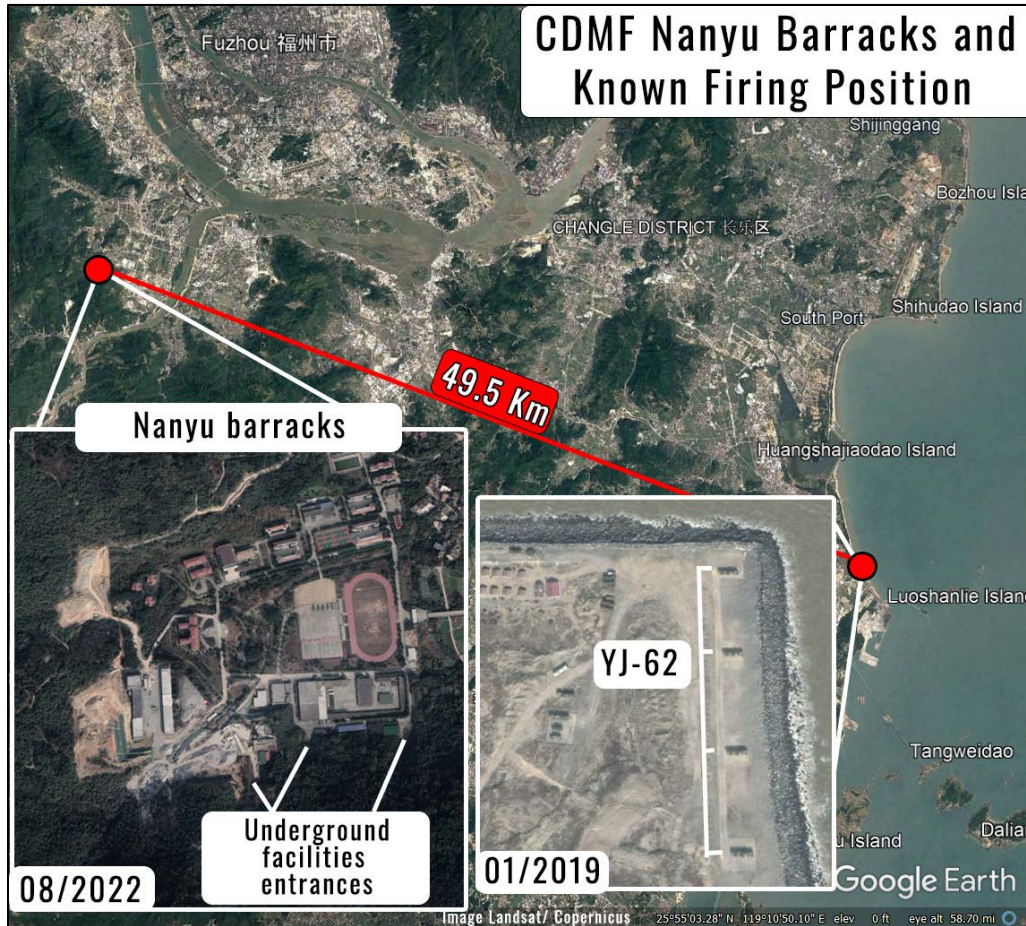 CDMF Nanyu Barracks and
Known Firing Position
Fuzhou 福州市
Shijinggang
Bozhou Isla
CHANGLE DISTRICT 长乐区
Shihudao Island
South Port
49.5 Km
Nanyu barracks
Huangshajiaodao Island
Luoshanlie Island
YJ-62
Tangweidao
Underground
facilities
entrances
u Island
Dalian
08/2022
01/2019
Google Earth
Image Landsat/ Copernicus
25°55'03.28" N 119°10'50.10" E elev 0 ft eye alt 58.70 mi